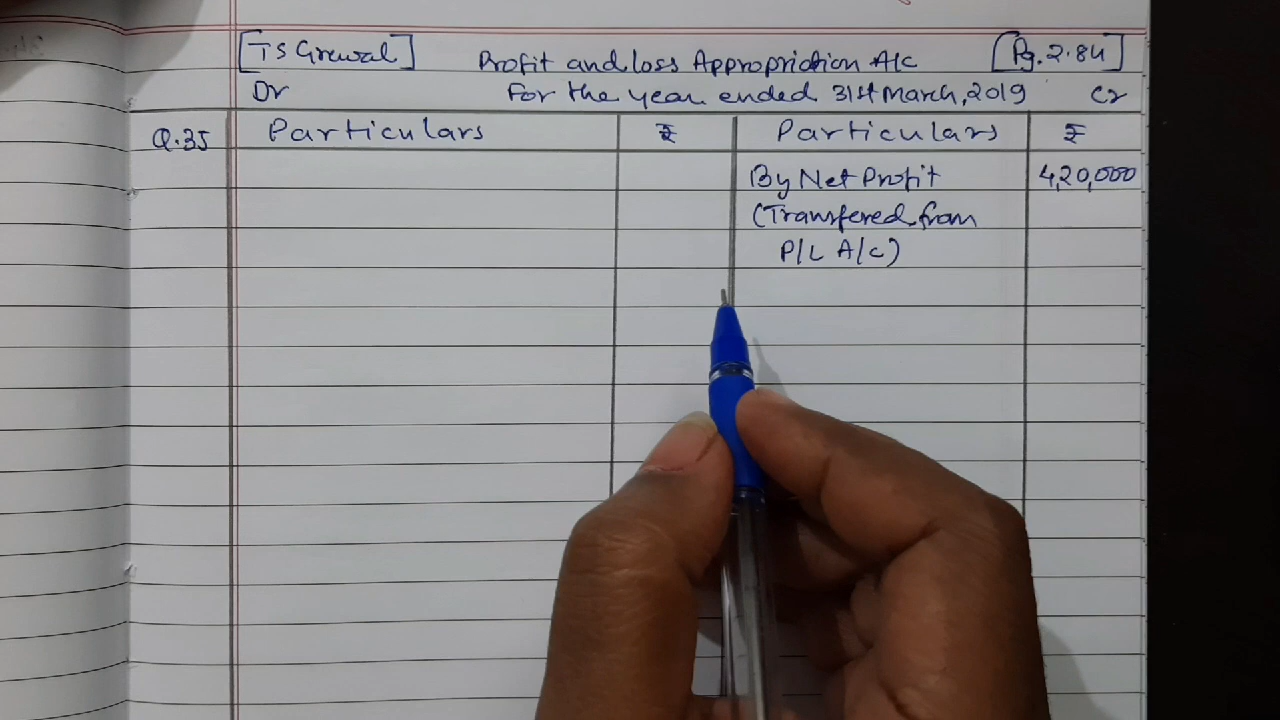 [TS Grewal] Profit and loss Appropriation A/c [Pg. 2.84]
Dr For the year ended 31st March, 2019 Cr
Q.35 Particulars ₹ Particulars ₹
By Net Profit 4,20,000
(Transfered from
P/L A/c)